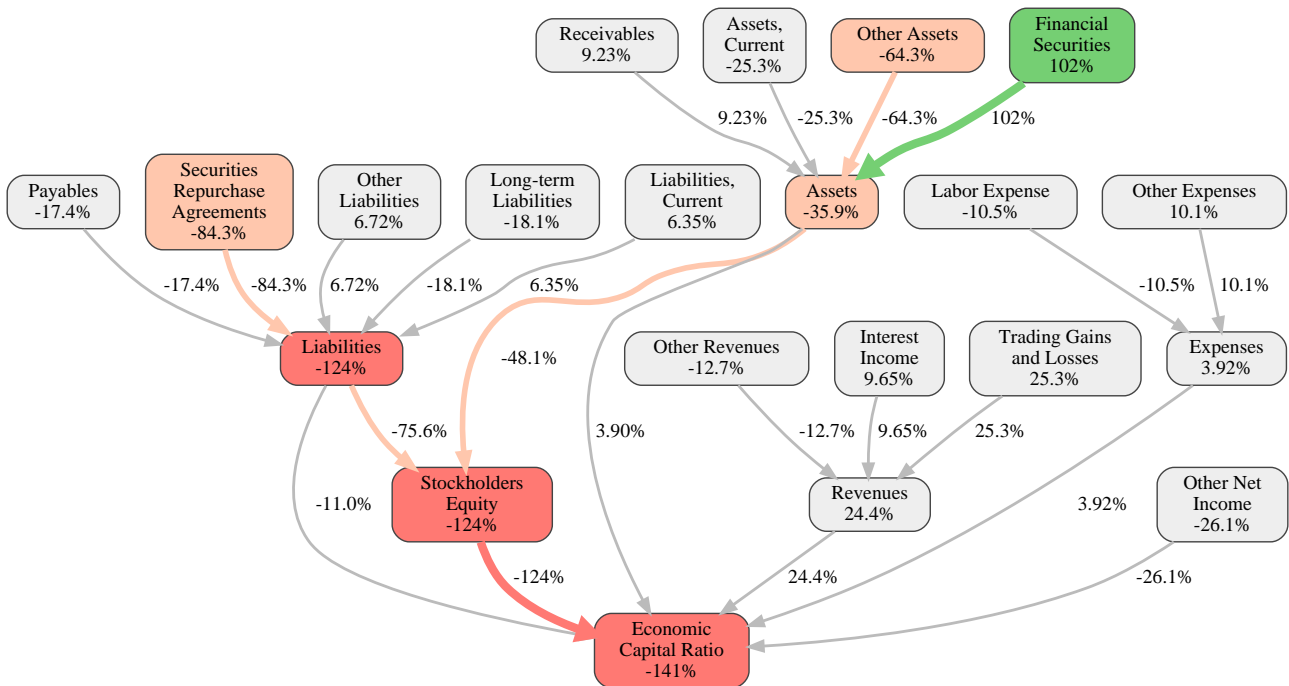 Receivables
9.23%
Assets,
Current
-25.3%
Other Assets
-64.3%
Financial
Securities
102%
9.23%
-25.3%
-64.3%
102%
Payables
-17.4%
Securities
Repurchase
Agreements
-84.3%
Other
Liabilities
6.72%
Long-term
Liabilities
-18.1%
Liabilities,
Current
6.35%
Assets
-35.9%
Labor Expense
-10.5%
Other Expenses
10.1%
-17.4%
-84.3%
6.72%
-18.1%
6.35%
-10.5%
10.1%
Liabilities
-124%
-48.1%
Other Revenues
-12.7%
Interest
Income
9.65%
Trading Gains
and Losses
25.3%
Expenses
3.92%
-75.6%
3.90%
-12.7%
9.65%
25.3%
-11.0%
Stockholders
Equity
-124%
Revenues
24.4%
3.92%
Other Net
Income
-26.1%
-124%
24.4%
-26.1%
Economic
Capital Ratio
-141%